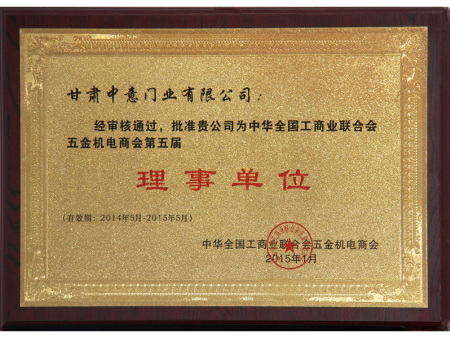 甘肃中意门业有限公司：
经审核通过，批准贵公司为中华全国工商业联合会
五金机电商会第五届
理事单位
(有效期：2014年5月-2015年5月)
中华全国工商业联合会五金机电商会
2015年1月